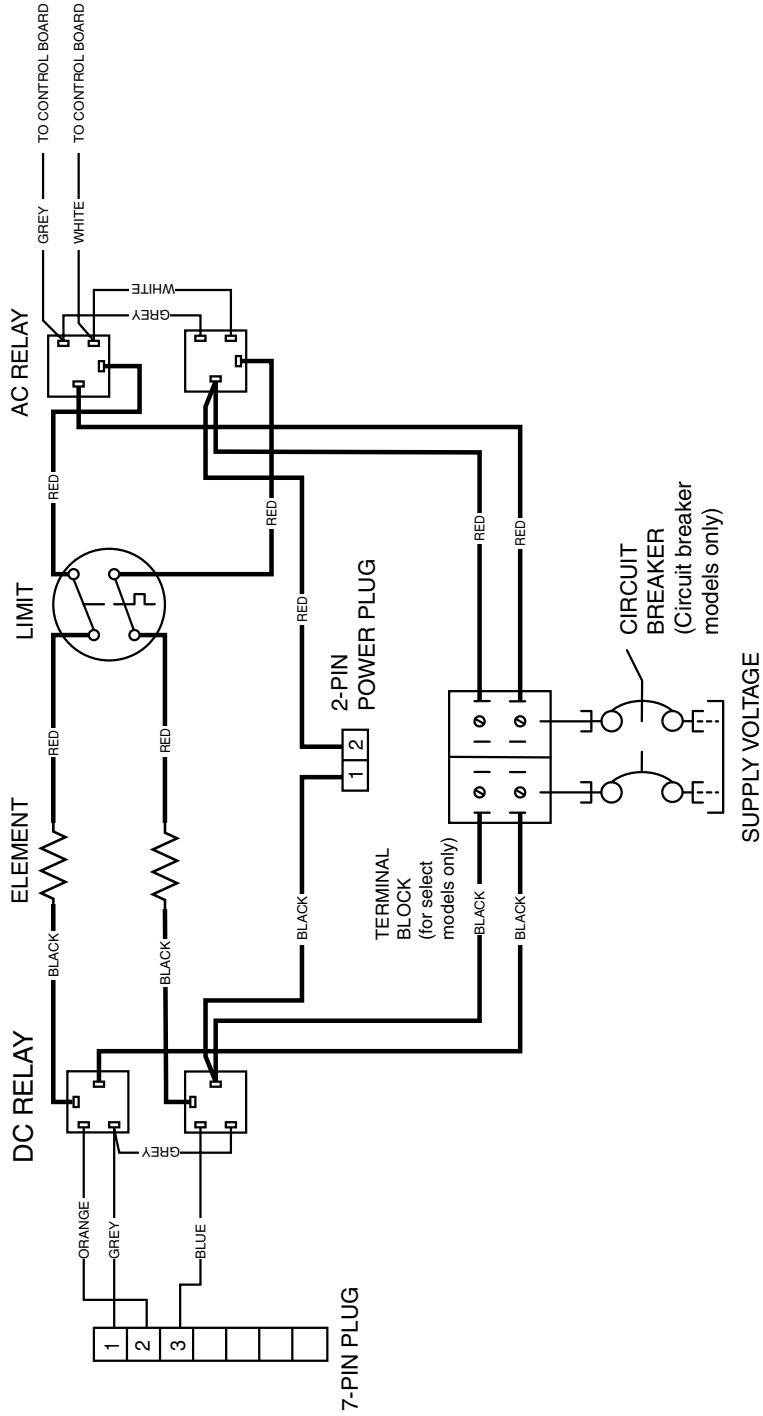 DC RELAY
ELEMENT
LIMIT
AC RELAY
GREY
TO CONTROL BOARD
WHITE
TO CONTROL BOARD
BLACK
RED
RED
WHITE
GREY
ORANGE
GREY
GREY
BLACK
RED
BLUE
RED
1
2
3
7-PIN PLUG
BLACK
RED
1
2
2-PIN
POWER PLUG
TERMINAL
BLOCK
(for select
models only)
BLACK
RED
BLACK
RED
CIRCUIT
BREAKER
(Circuit breaker
models only)
SUPPLY VOLTAGE